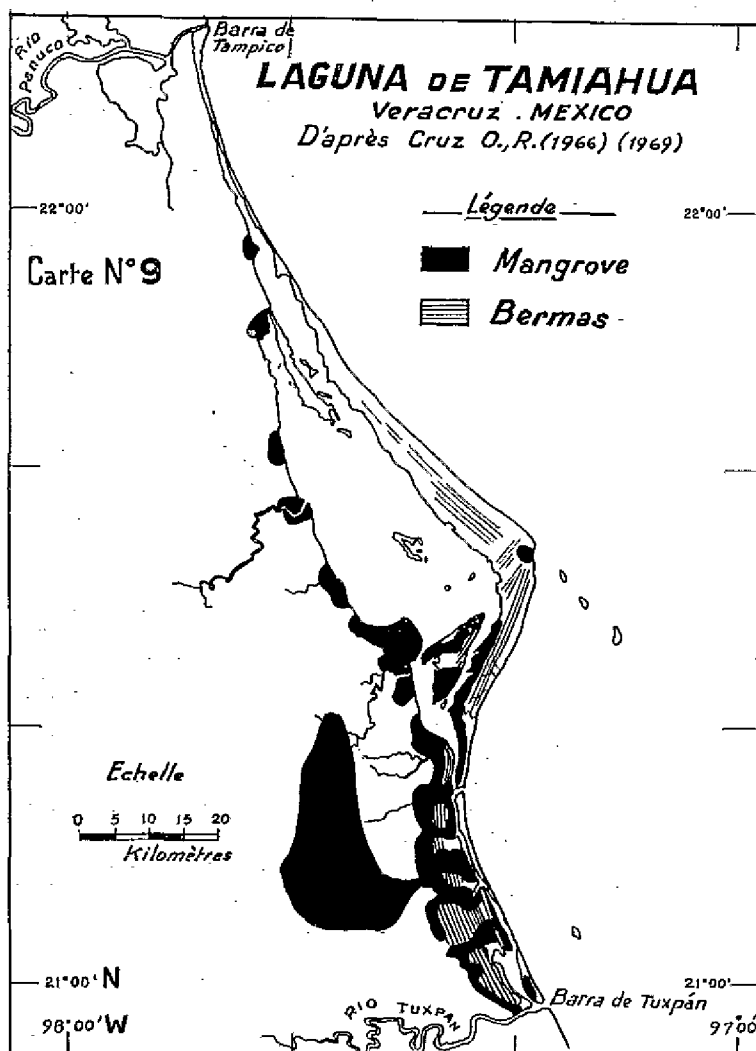 Barra de
Tampico
RIO
PANUCO
LAGUNA DE TAMIAHUA
Veracruz . MEXICO
D'après Cruz O., R. (1966) (1969)
22°00'
Légende
22°00'
Carte N° 9
Mangrove
Bermas
Echelle
0 5 10 15 20
Kilomètres
21°00' N
21°00'
Barra de Tuxpán
RIO TUXPÁN
98°00' W
97°00'